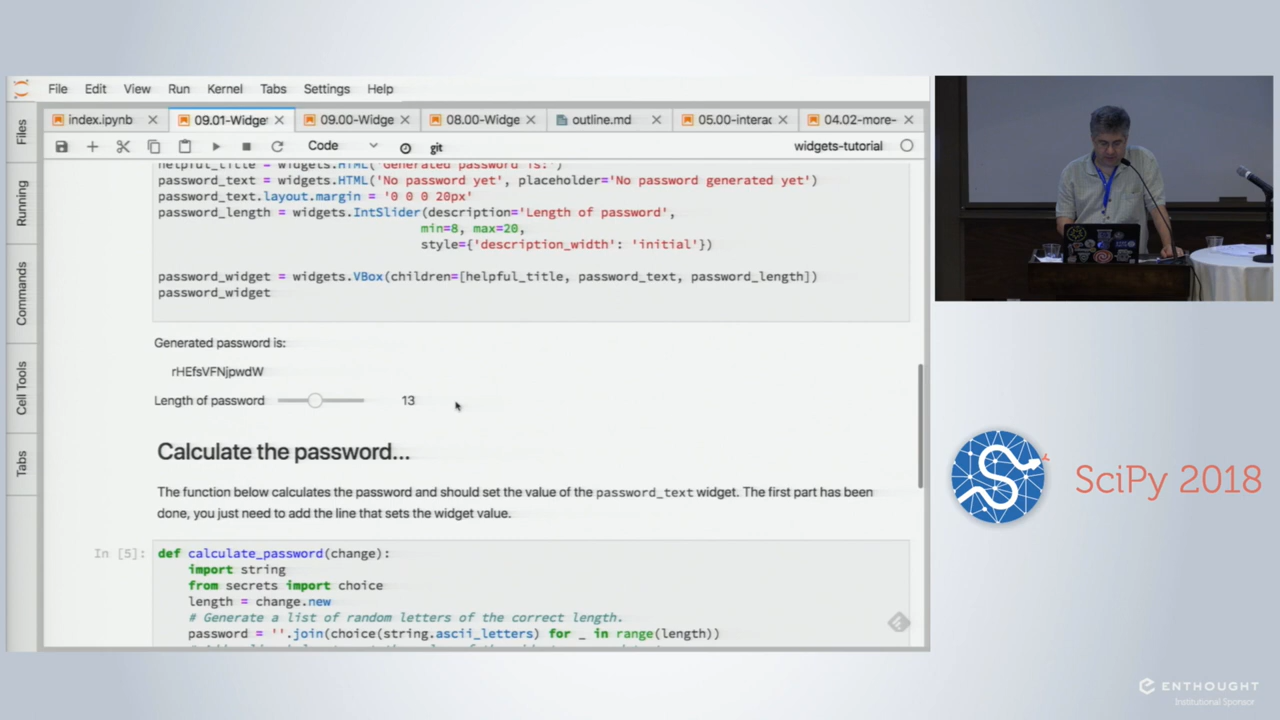 File Edit View Run Kernel Tabs Settings Help
index.ipynb 09.01-Widge 09.00-Widge 08.00-Widge outline.md 05.00-interac 04.02-more-
Code git widgets-tutorial
Files
Running
Commands
Cell Tools
Tabs
helpful_title = widgets.HTML('Generated password is:')
password_text = widgets.HTML('No password yet', placeholder='No password generated yet')
password_text.layout.margin = '0 0 0 20px'
password_length = widgets.IntSlider(description='Length of password',
min=8, max=20,
style={'description_width': 'initial'})
password_widget = widgets.VBox(children=[helpful_title, password_text, password_length])
password_widget
Generated password is:
rHEfsVFNjpwdW
Length of password 13
Calculate the password...
The function below calculates the password and should set the value of the password_text widget. The first part has been
done, you just need to add the line that sets the widget value.
In [5]: def calculate_password(change):
import string
from secrets import choice
length = change.new
# Generate a list of random letters of the correct length.
password = ''.join(choice(string.ascii_letters) for _ in range(length))
SciPy 2018
ENTHOUGHT
Institutional Sponsor